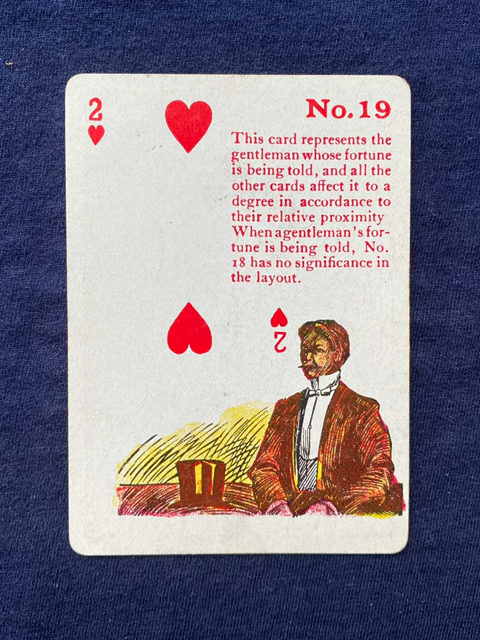 2
No. 19
This card represents the
gentleman whose fortune
is being told, and all the
other cards affect it to a
degree in accordance to
their relative proximity
When a gentleman's for-
tune is being told, No.
18 has no significance in
the layout.
2